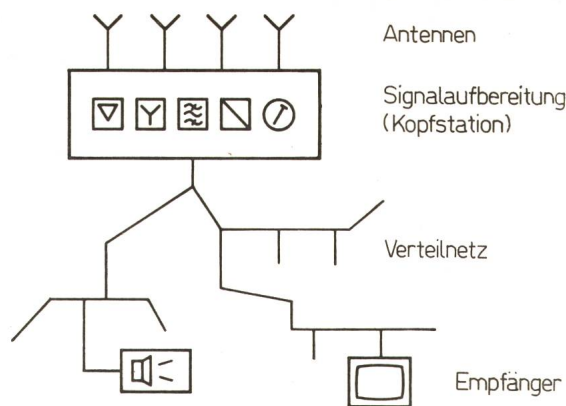 Antennen
Signalaufbereitung
(Kopfstation)
Verteilnetz
Empfänger